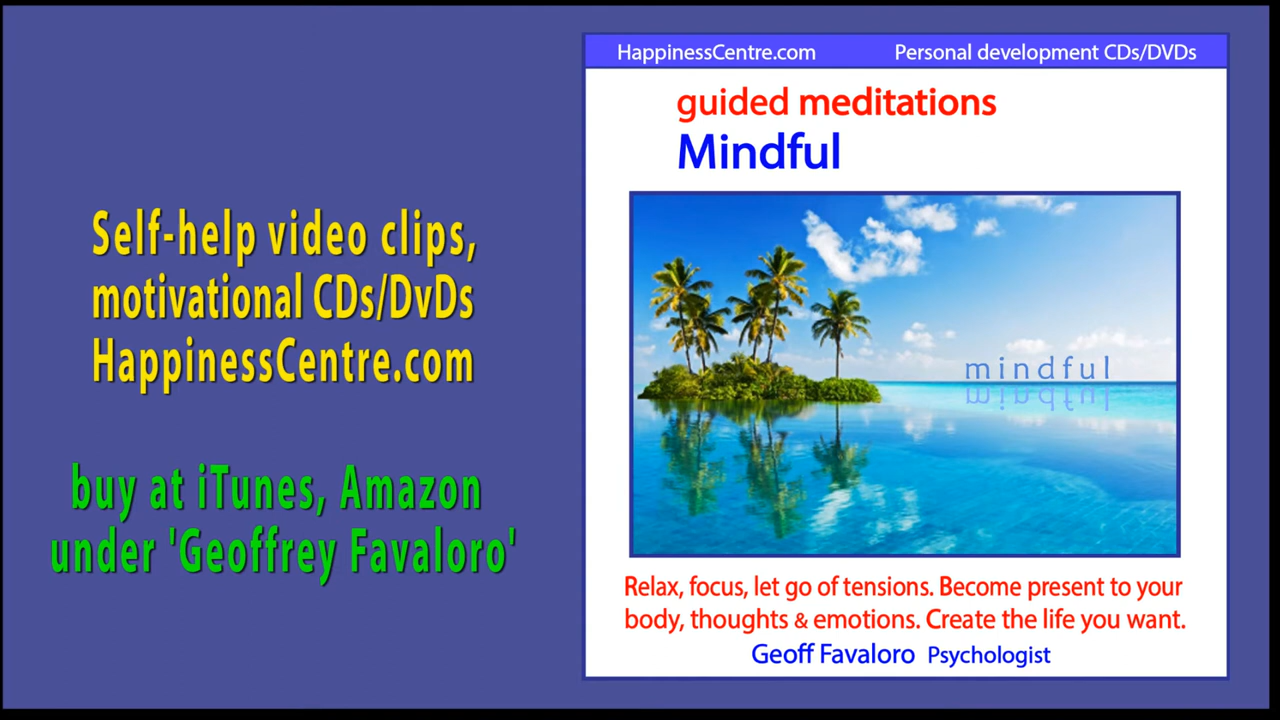 Self-help video clips,
motivational CDs/DvDs
HappinessCentre.com
buy at iTunes, Amazon
under 'Geoffrey Favaloro'
HappinessCentre.com Personal development CDs/DVDs
guided meditations
Mindful
mindful
Relax, focus, let go of tensions. Become present to your
body, thoughts & emotions. Create the life you want.
Geoff Favaloro Psychologist